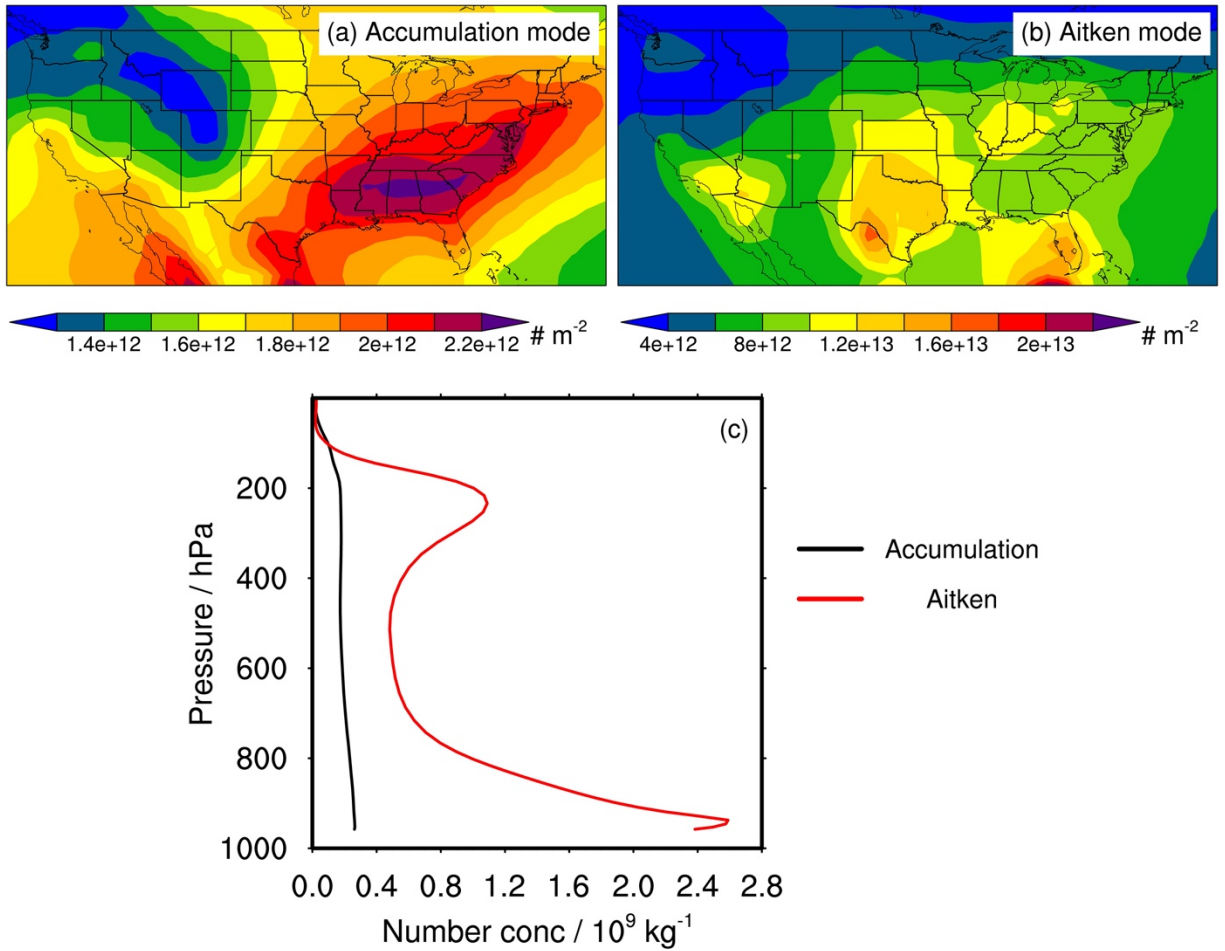 (a) Accumulation mode
(b) Aitken mode
1.4e+12 1.6e+12 1.8e+12 2e+12 2.2e+12 # m-2
4e+12 8e+12 1.2e+13 1.6e+13 2e+13 # m-2
(c)
200
400
600
800
1000
Pressure / hPa
0.0 0.4 0.8 1.2 1.6 2.0 2.4 2.8
Number conc / 10⁹ kg⁻¹
Accumulation
Aitken